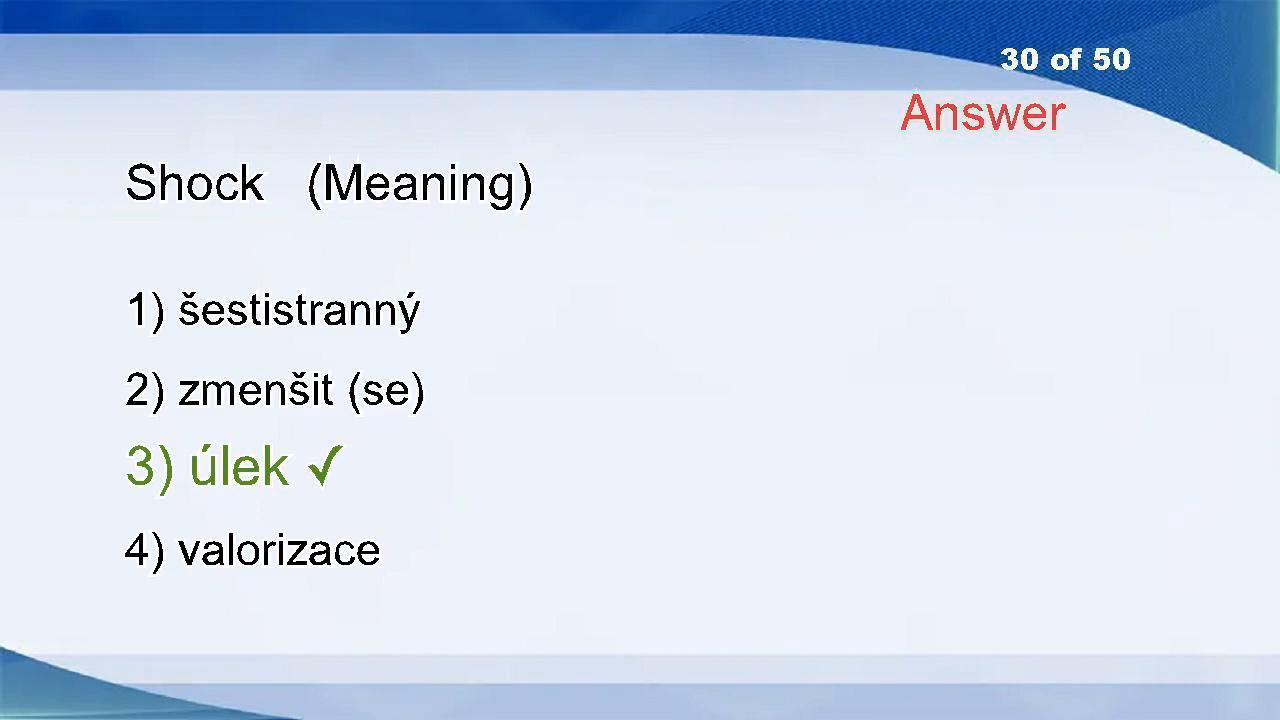 30 of 50
Answer
Shock (Meaning)
1) šestistranný
2) zmenšit (se)
3) úlek ✓
4) valorizace